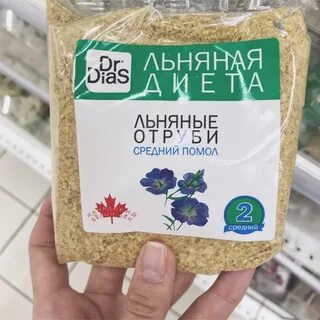 Dr.
DiaS
ЛЬНЯНАЯ
ДИЕТА
ЛЬНЯНЫЕ
ОТРУБИ
СРЕДНИЙ ПОМОЛ
2
средний